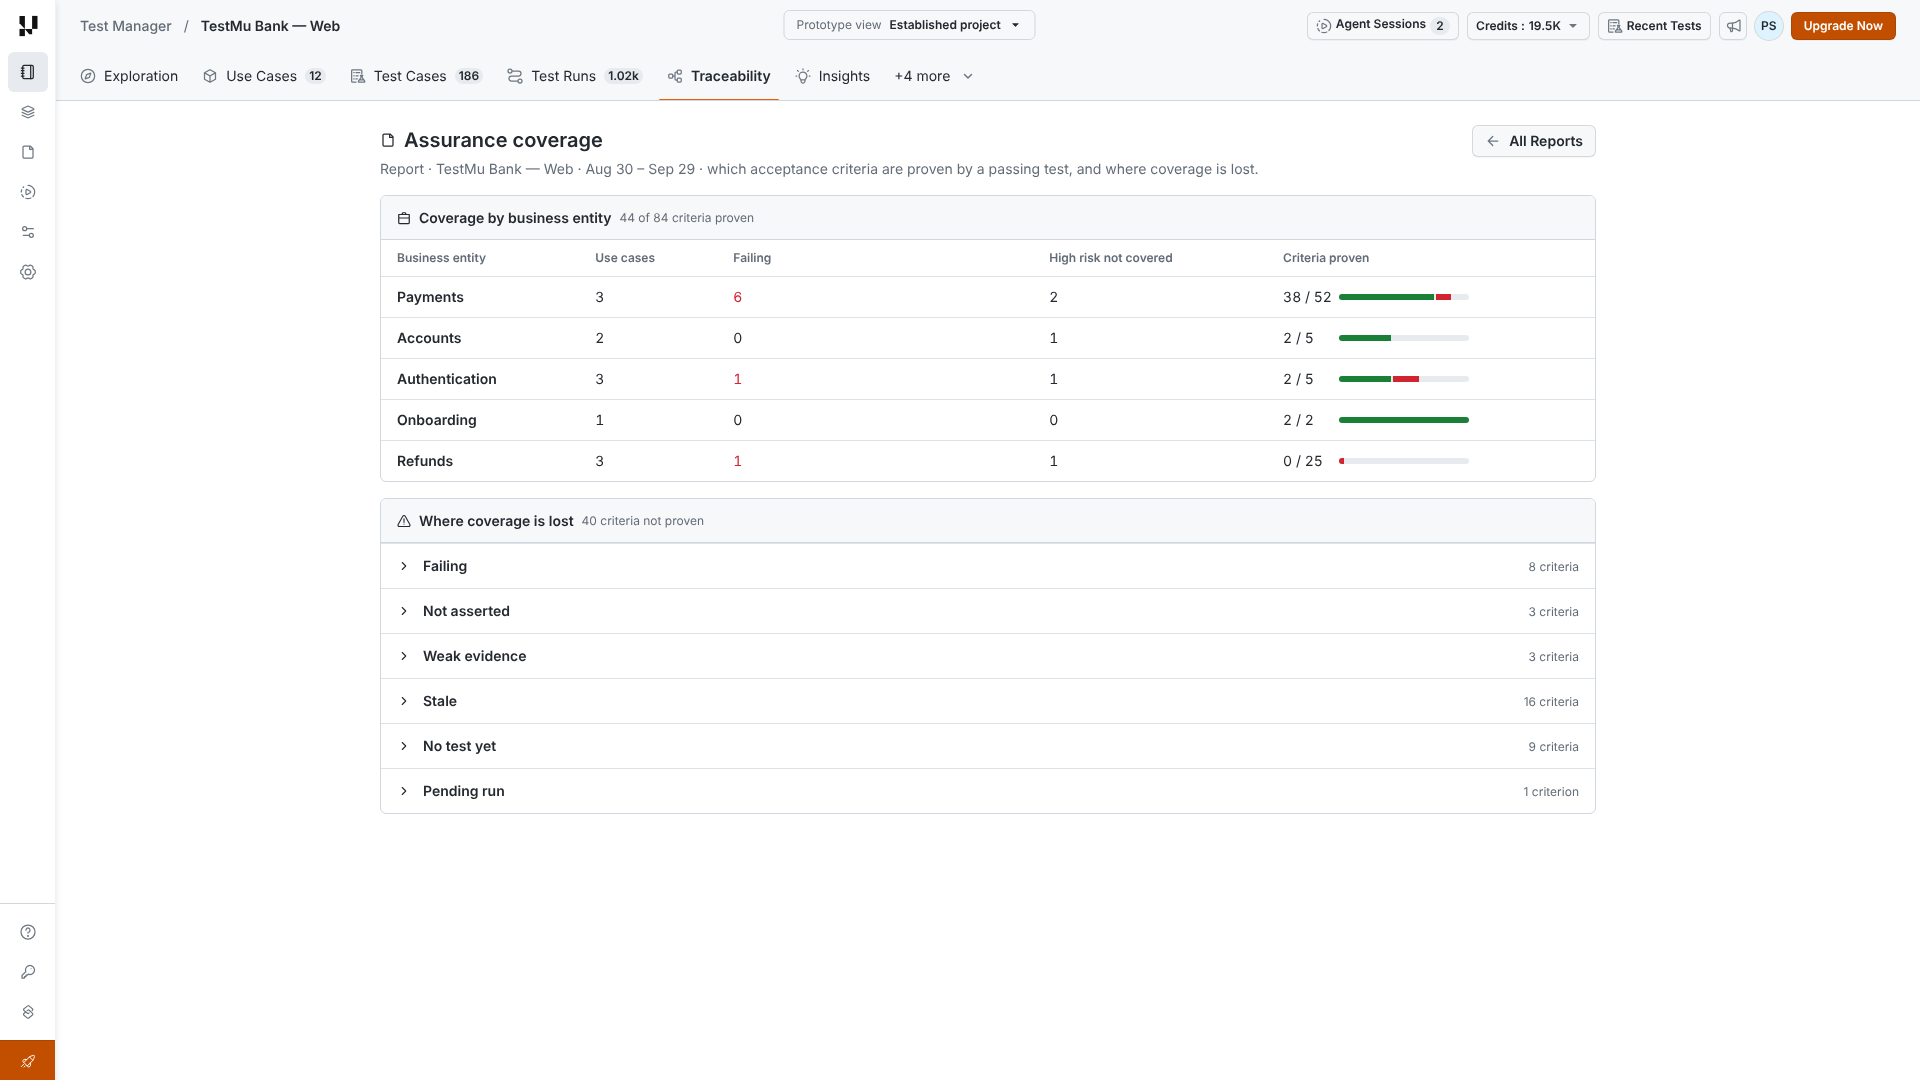 Test Manager / TestMu Bank — Web
Prototype view Established project
Agent Sessions 2
Credits : 19.5K
Recent Tests
PS
Upgrade Now
Exploration
Use Cases 12
Test Cases 186
Test Runs 1.02k
Traceability
Insights
+4 more
Assurance coverage
All Reports
Report · TestMu Bank — Web · Aug 30 – Sep 29 · which acceptance criteria are proven by a passing test, and where coverage is lost.
Coverage by business entity 44 of 84 criteria proven
Business entity Use cases Failing High risk not covered Criteria proven
Payments 3 6 2 38 / 52
Accounts 2 0 1 2 / 5
Authentication 3 1 1 2 / 5
Onboarding 1 0 0 2 / 2
Refunds 3 1 1 0 / 25
Where coverage is lost 40 criteria not proven
Failing 8 criteria
Not asserted 3 criteria
Weak evidence 3 criteria
Stale 16 criteria
No test yet 9 criteria
Pending run 1 criterion